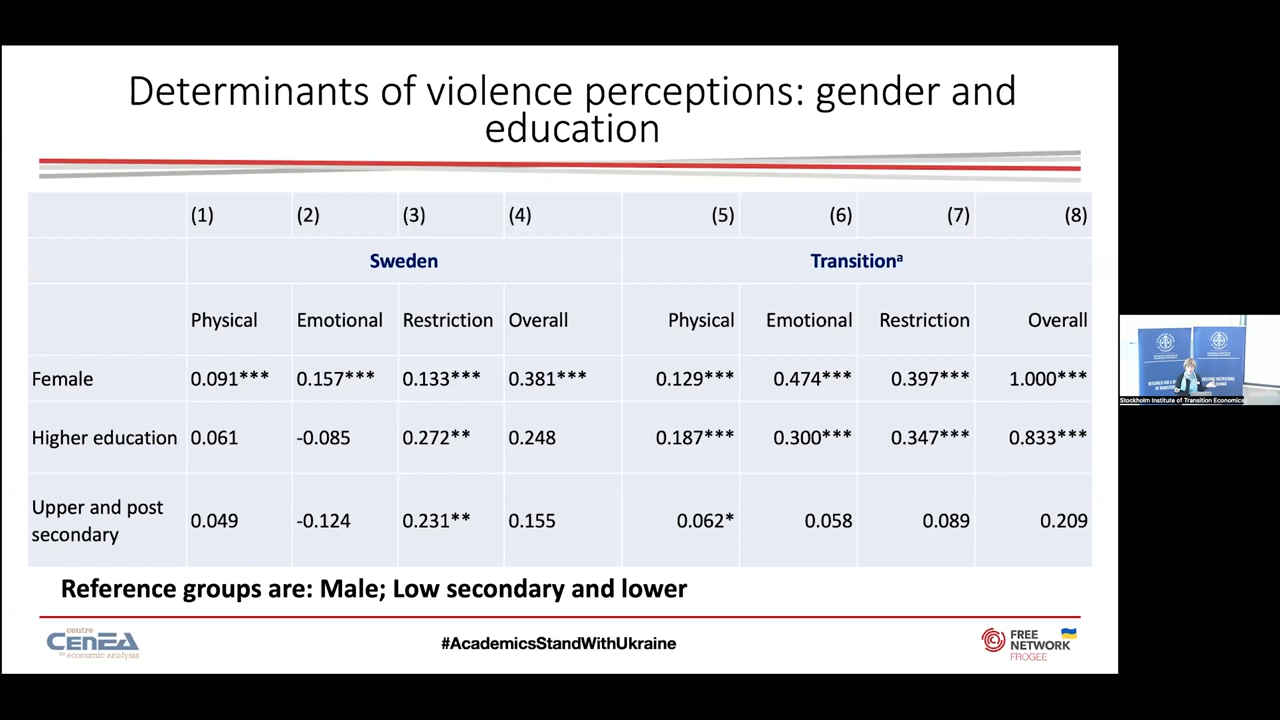 Determinants of violence perceptions: gender and
education
(1) (2) (3) (4) (5) (6) (7) (8)
Sweden Transitionᵃ
Physical Emotional Restriction Overall Physical Emotional Restriction Overall
Female 0.091*** 0.157*** 0.133*** 0.381*** 0.129*** 0.474*** 0.397*** 1.000***
Higher education 0.061 -0.085 0.272** 0.248 0.187*** 0.300*** 0.347*** 0.833***
Upper and post
secondary 0.049 -0.124 0.231** 0.155 0.062* 0.058 0.089 0.209
Reference groups are: Male; Low secondary and lower
centre
CenEA
economic analysis
#AcademicsStandWithUkraine
FREE
NETWORK
FROGEE
Stockholm Institute of Transition Economics